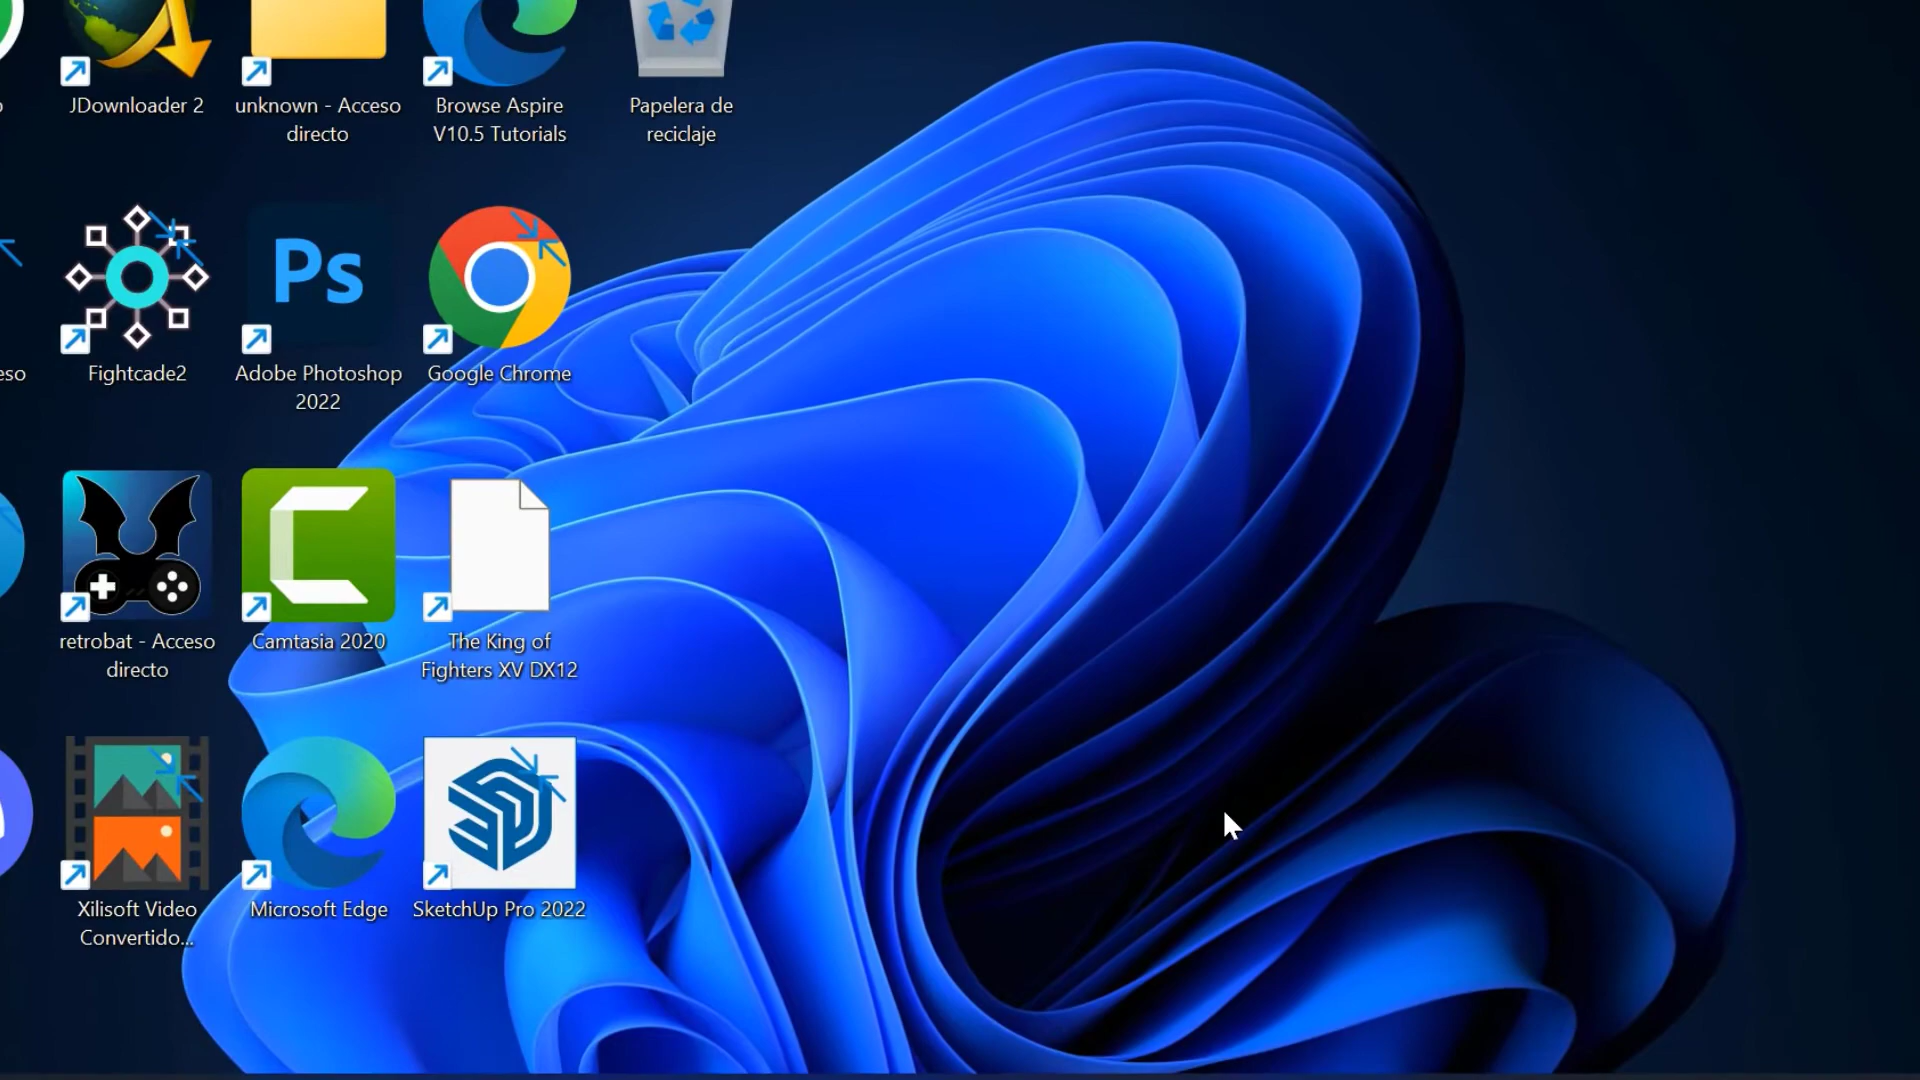 JDownloader 2
unknown - Acceso
directo
Browse Aspire
V10.5 Tutorials
Papelera de
reciclaje
eso
Fightcade2
Ps
Adobe Photoshop
2022
Google Chrome
retrobat - Acceso
directo
Camtasia 2020
The King of
Fighters XV DX12
Xilisoft Video
Convertido...
Microsoft Edge
SketchUp Pro 2022